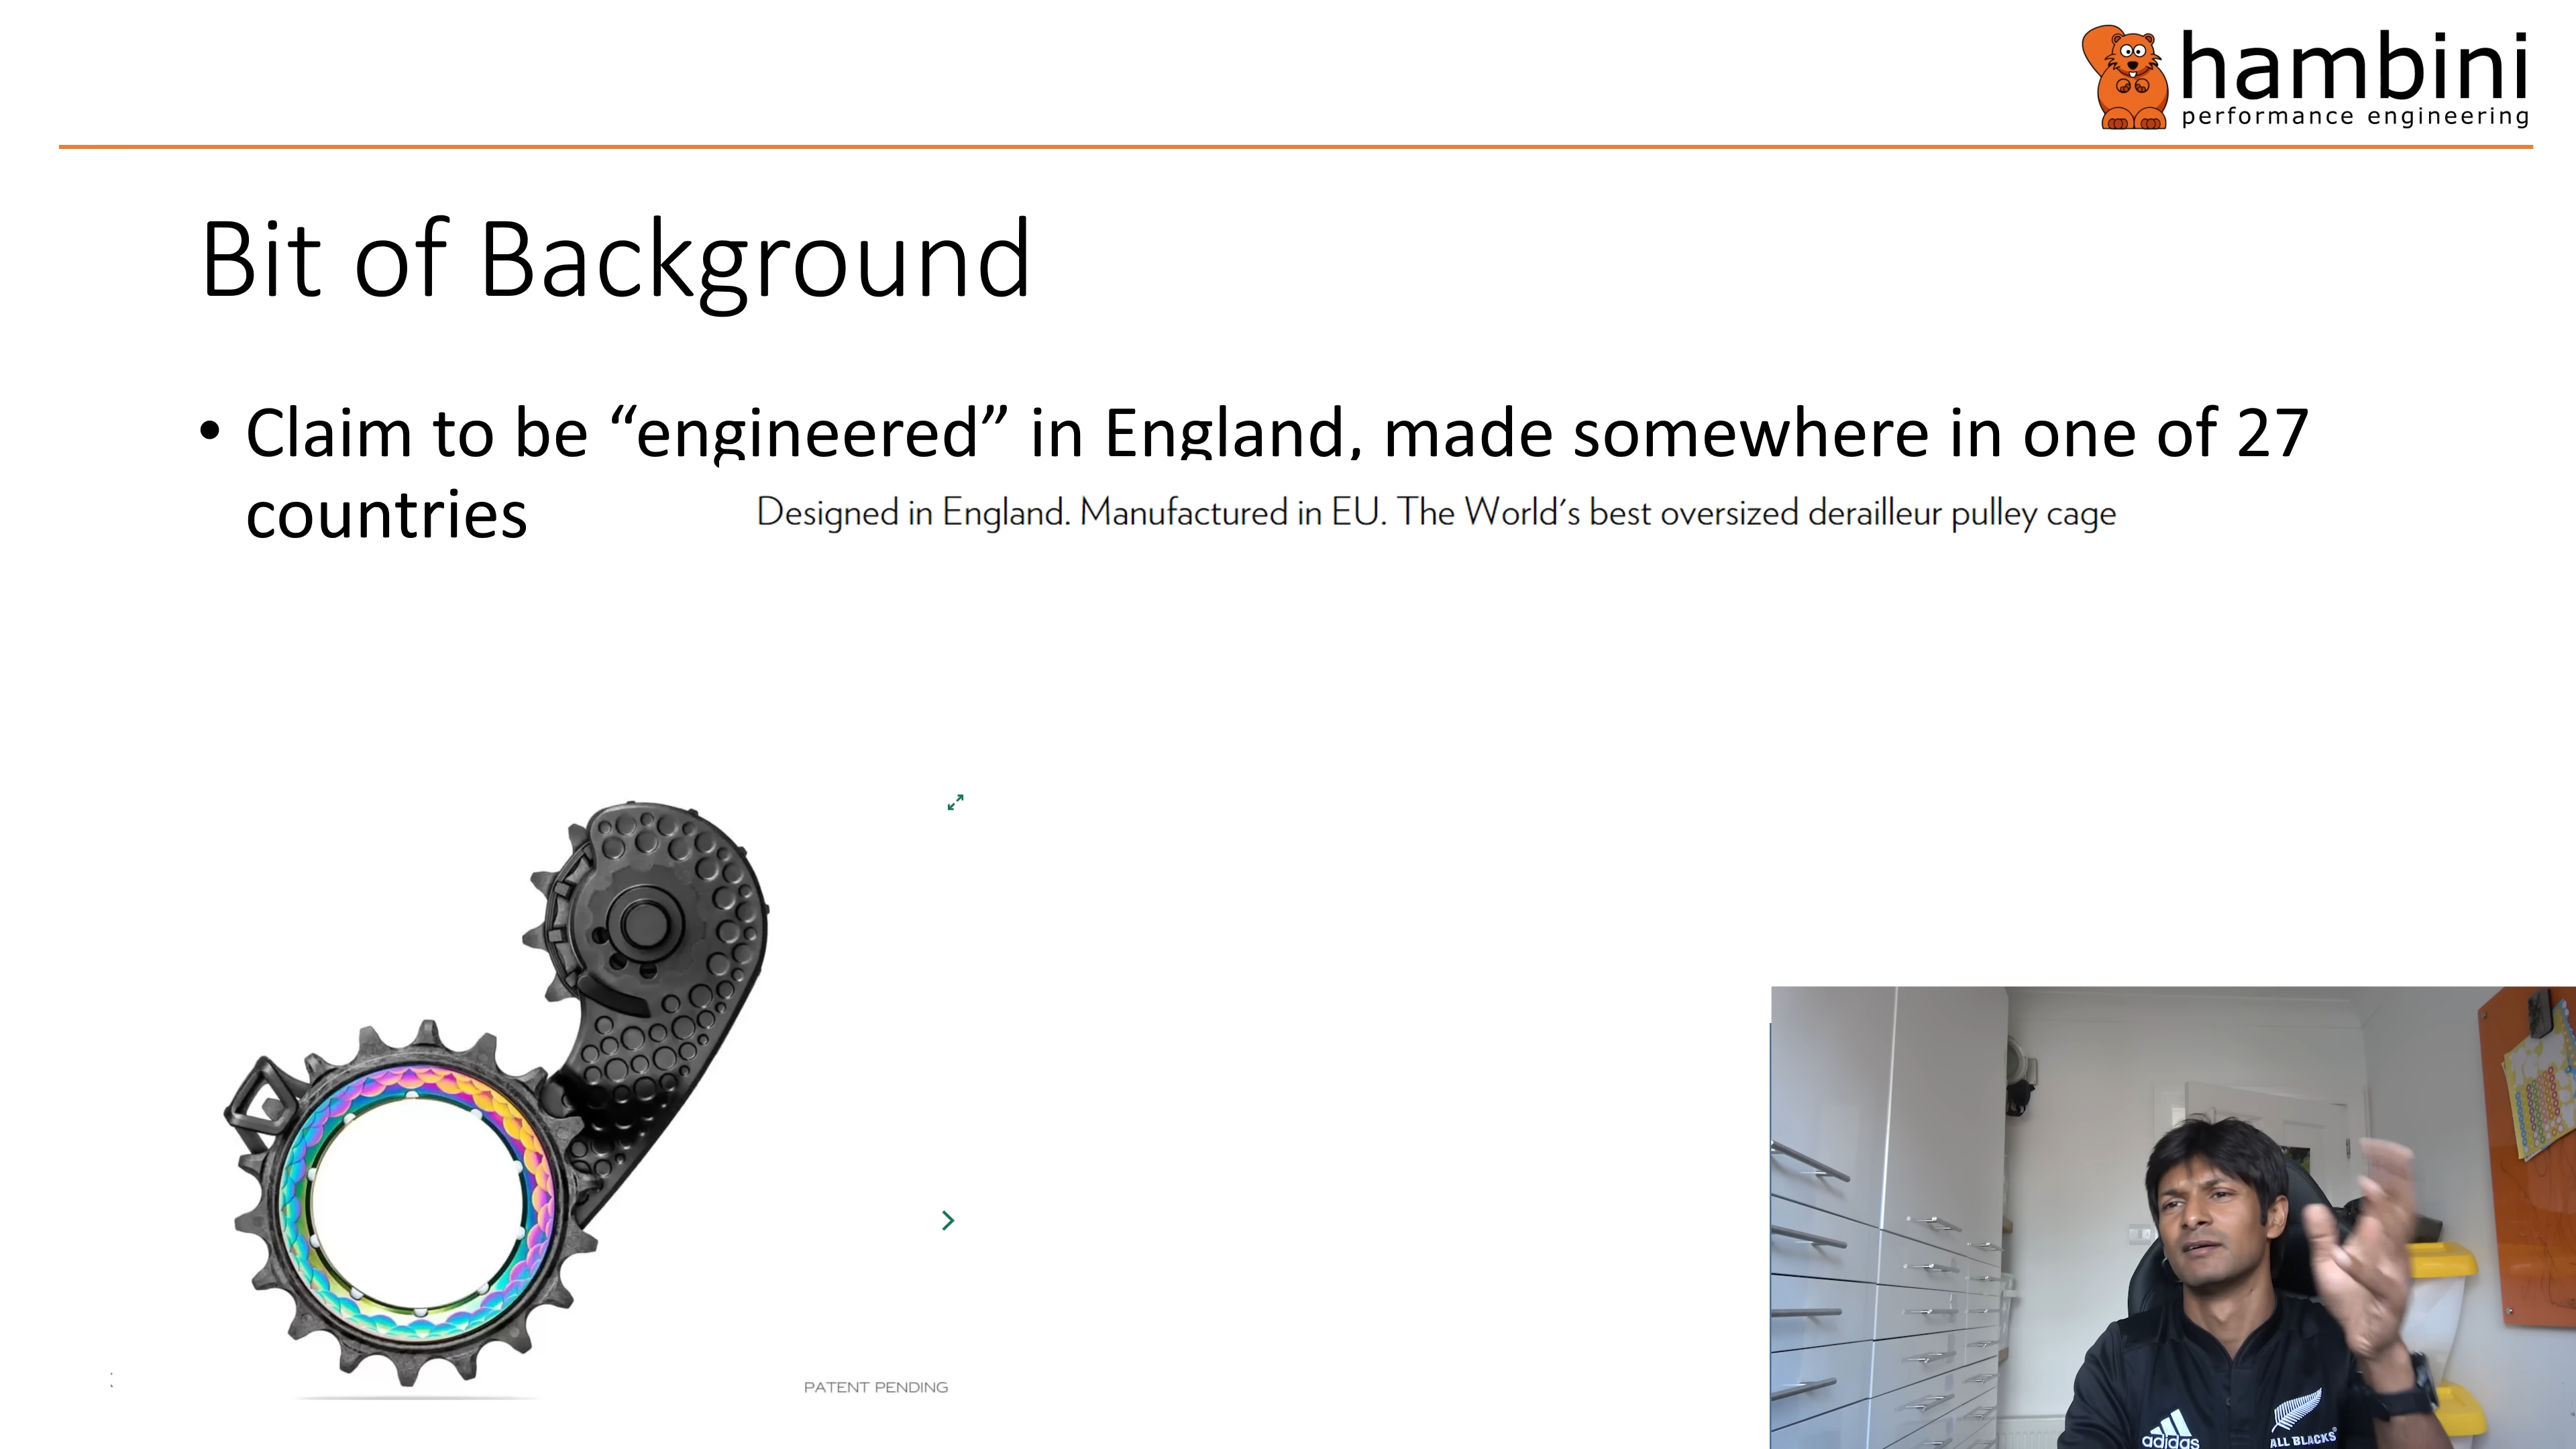 hambini
performance engineering
Bit of Background
• Claim to be “engineered” in England, made somewhere in one of 27
countries
Designed in England. Manufactured in EU. The World's best oversized derailleur pulley cage
PATENT PENDING
adidas
ALL BLACKS